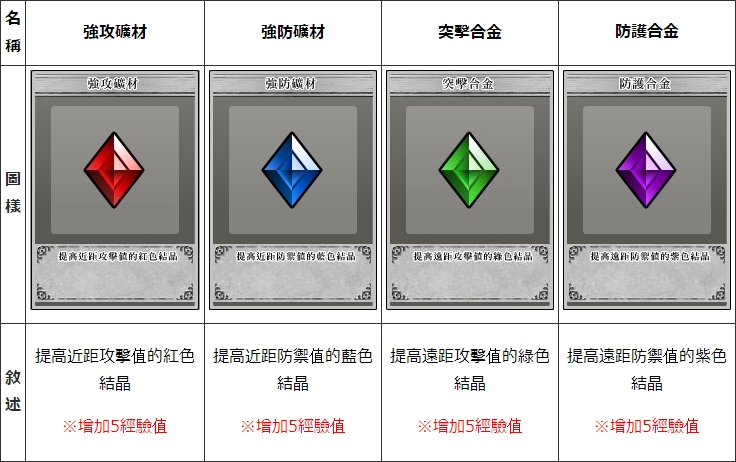 名稱
強攻礦材
強防礦材
突擊合金
防護合金
圖樣
強攻礦材
強防礦材
突擊合金
防護合金
提高近距攻擊值的紅色結晶
提高近距防禦值的藍色結晶
提高遠距攻擊值的綠色結晶
提高遠距防禦值的紫色結晶
敘述
提高近距攻擊值的紅色
結晶
※增加5經驗值
提高近距防禦值的藍色
結晶
※增加5經驗值
提高遠距攻擊值的綠色
結晶
※增加5經驗值
提高遠距防禦值的紫色
結晶
※增加5經驗值